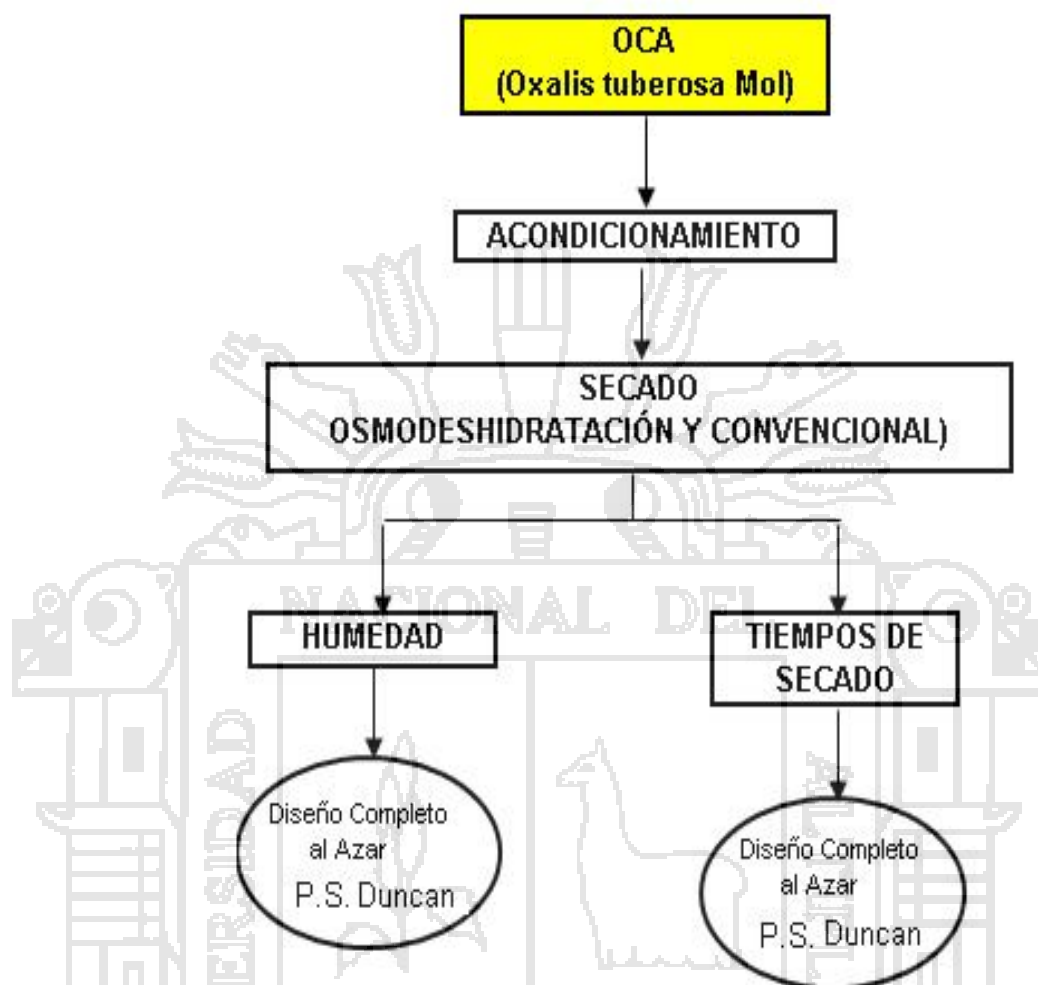 OCA
(Oxalis tuberosa Mol)
ACONDICIONAMIENTO
SECADO
OSMODESHIDRATACIÓN Y CONVENCIONAL)
NACIONAL DEL
HUMEDAD
TIEMPOS DE
SECADO
ERSIDAD
Diseño Completo
al Azar
P.S. Duncan
Diseño Completo
al Azar
P.S. Duncan